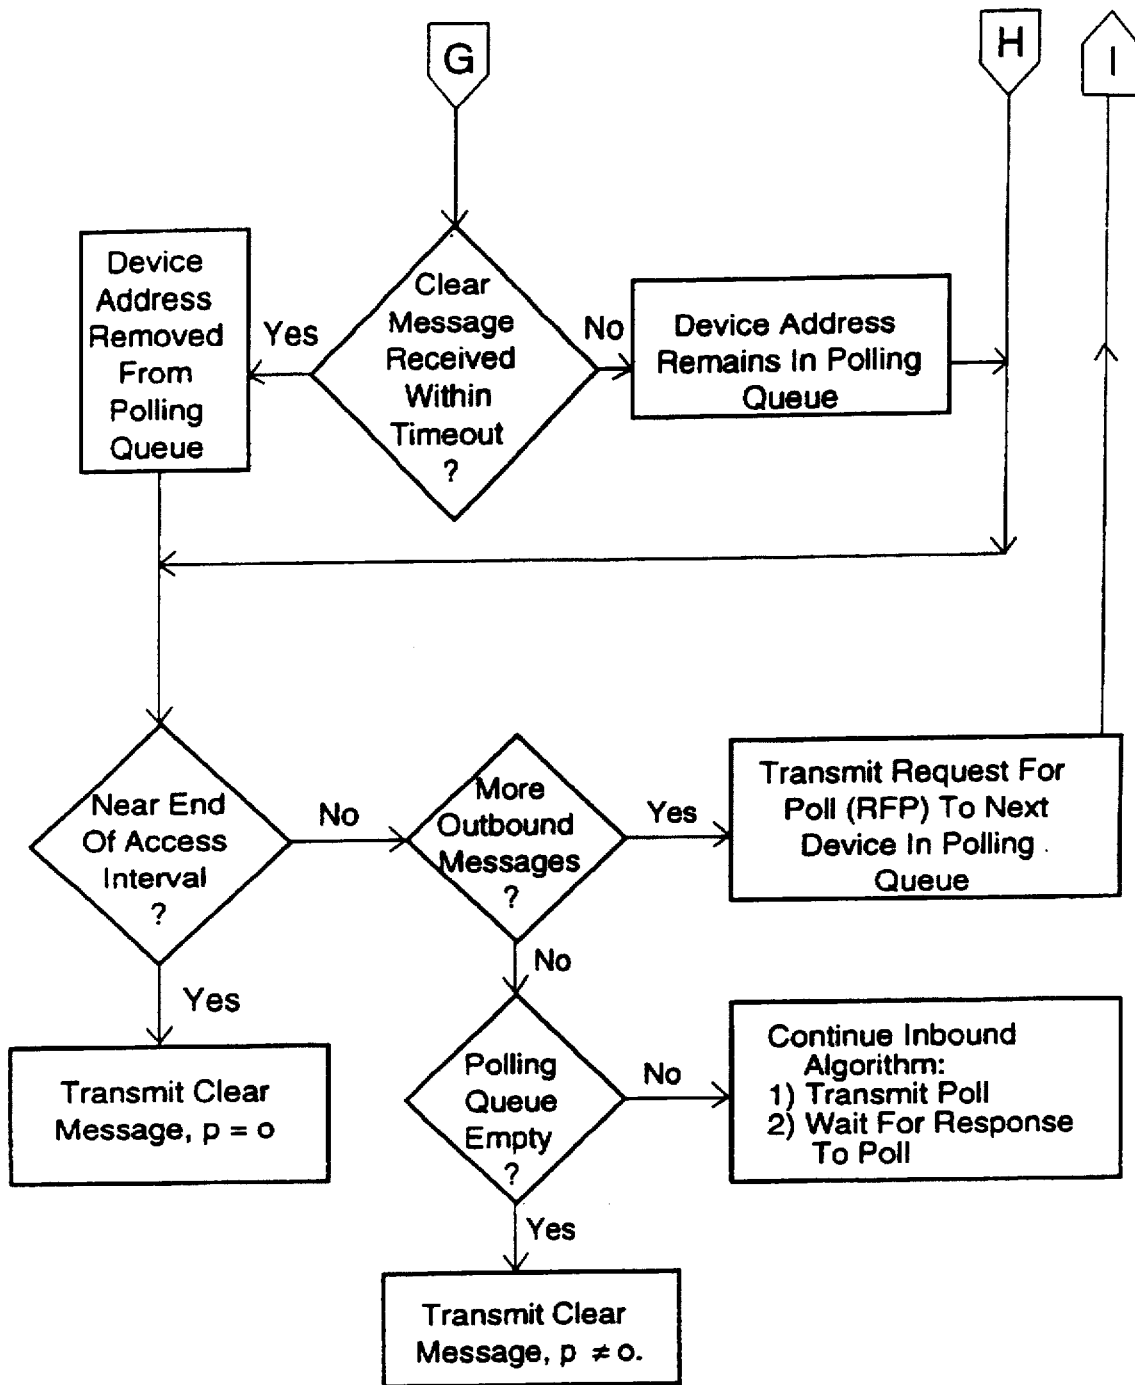 G
H
I
Device
Address
Removed
From
Polling
Queue
Yes
Clear
Message
Received
Within
Timeout
?
No
Device Address
Remains In Polling
Queue
Near End
Of Access
Interval
?
No
More
Outbound
Messages
?
Yes
Transmit Request For
Poll (RFP) To Next
Device In Polling
Queue
Yes
No
Transmit Clear
Message, p = o
Polling
Queue
Empty
?
No
Continue Inbound
Algorithm:
1) Transmit Poll
2) Wait For Response
To Poll
Yes
Transmit Clear
Message, p ≠ o.